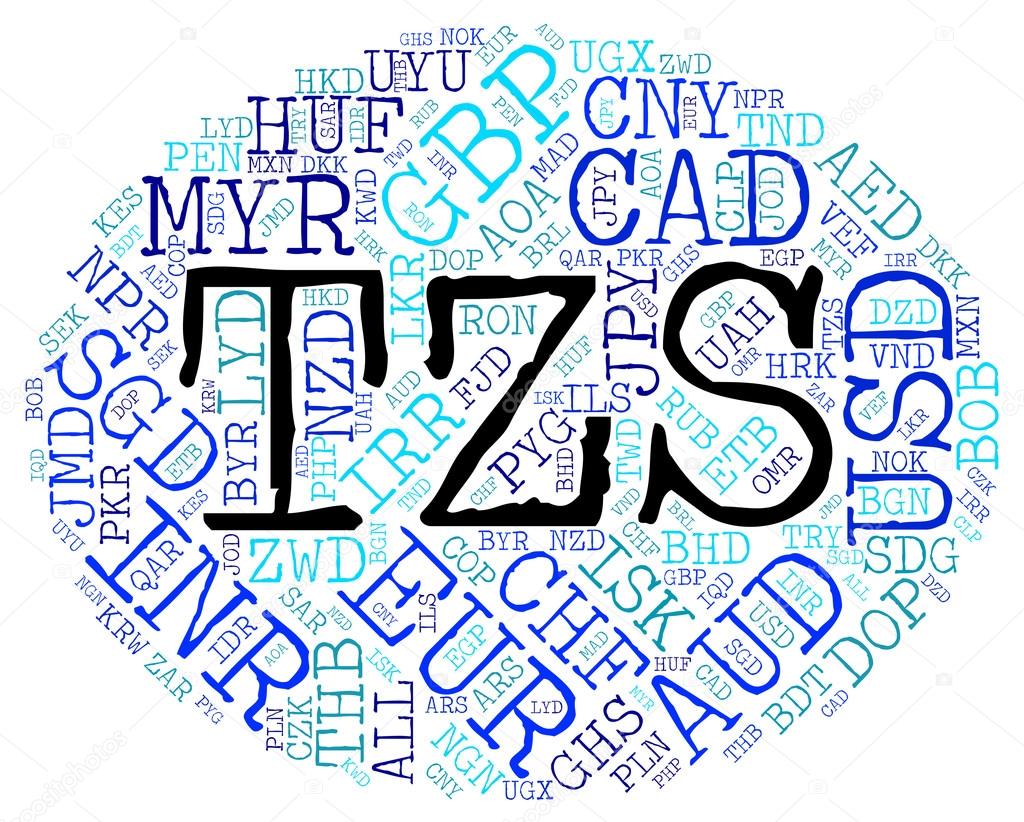 GHS NOK EUR AUD
HKD UYU THB GBP UGX ZWD
LYD HUF TRY SAR IDR RUB PEN FJD CNY JPY EUR NPR
PEN MXN DKK TWD INR MAD TND
MYR SDG JMD KWD RON AOA CAD JPY AOA CLP JOD AED
KES BDT COP HRK BRL VEF DKK
NPR AED DOP QAR PKR GHS EGP MYR IRR
TZS
SEK SEK LYD HKD NZD LKR RON JPY USD GBP UAH OMR TZS USD DZD MXN
BOB SGD DOP KRW UAH AUD FJD HUF ISK ILS HRK ZAR VND VEF LKR BOB
JMD ETB BYR AED PHP IRR PYG BHD TWD RUB ETB OMR NOK
IQD PKR KES TND CHF VND JMD BGN CZK IRR
UYU INR QAR JOD ZWD BGN EUR COP BYR NZD CHF BRL BHD TRY SGD SDG CLP
NGN KRW IDR SAR NZD CNY ILS CHF ISK GBP IQD AUD INR ALL DOP DZD
ZAR AOA THB ISK EGP ARS MAD HUF CAD SGD USD
PYG PLN CZK KWD ALL ARS LYD MYR BDT CAD
NGN CNY UGX GHS PLN PHP THB
depositphotos
depositphotos